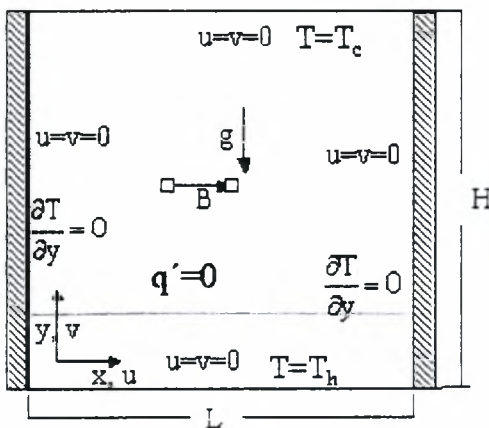 u=v=0 T=T_c
u=v=0
g
u=v=0
B
H
∂T/∂y = 0
q´=0
∂T/∂y = 0
y, v
u=v=0 T=T_h
x, u
L